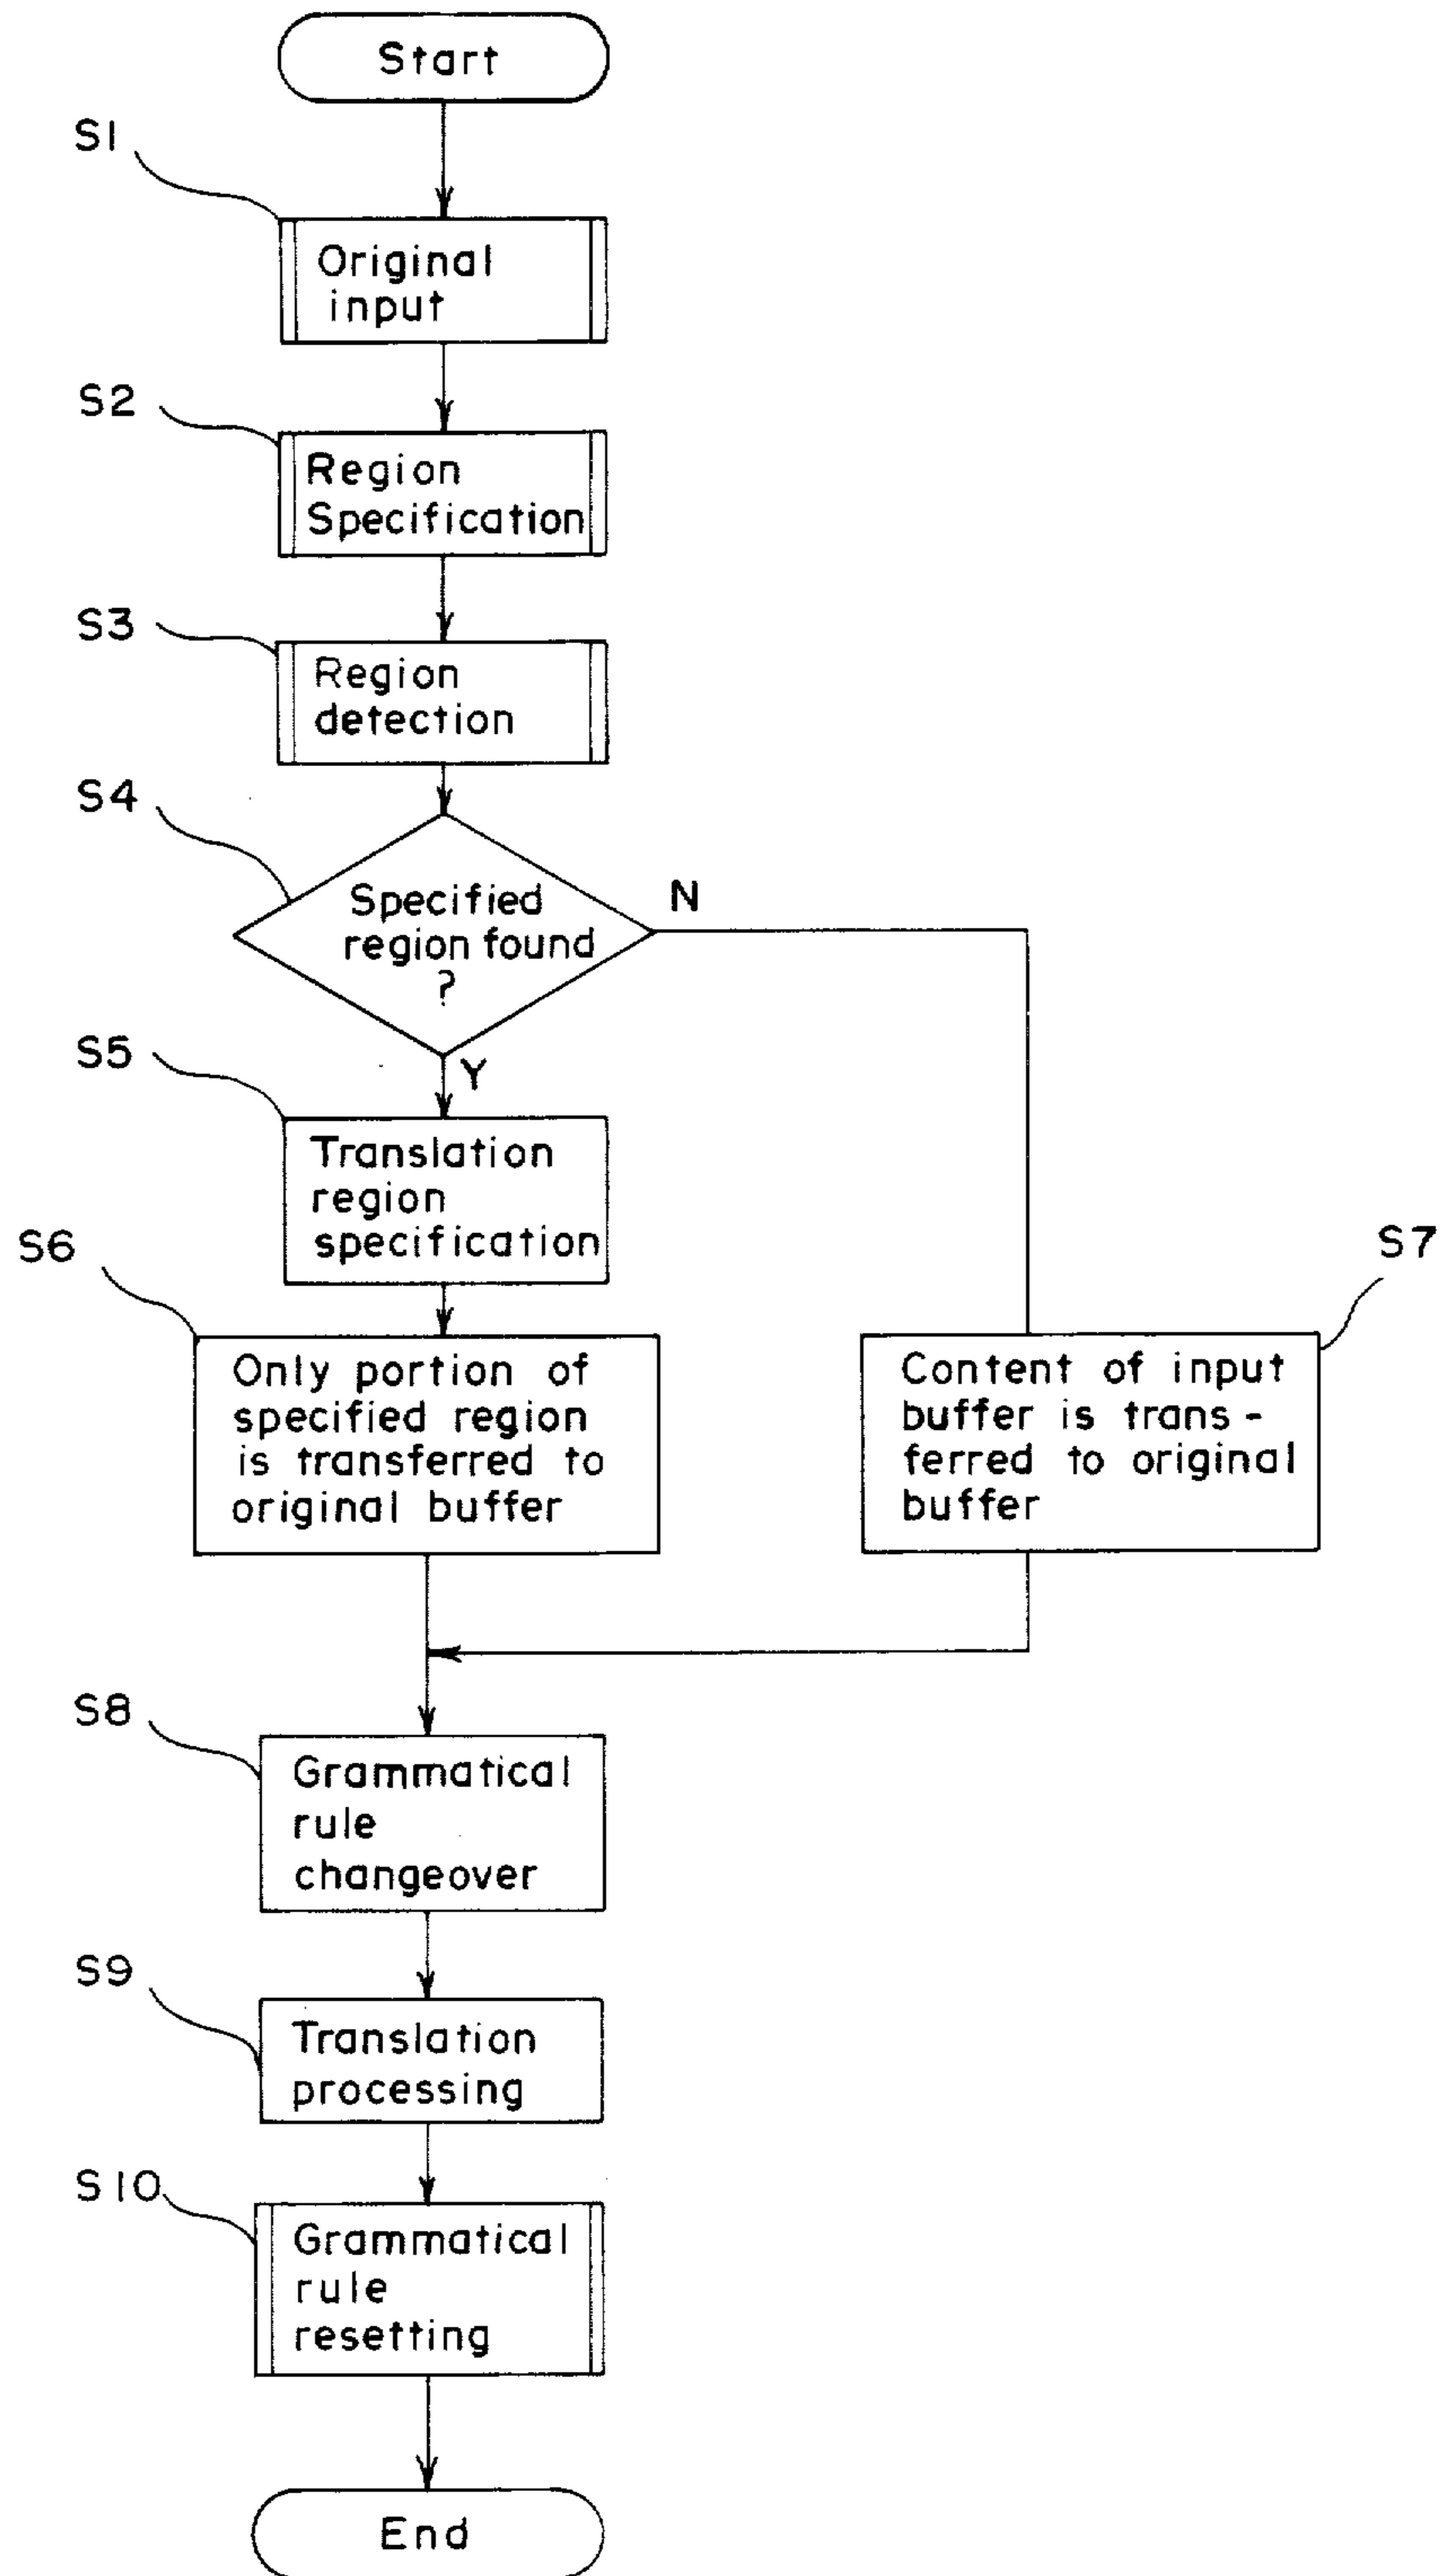 Start
S1
Original
input
S2
Region
Specification
S3
Region
detection
S4
Specified
region found
?
N
Y
S5
Translation
region
specification
S6
Only portion of
specified region
is transferred to
original buffer
S7
Content of input
buffer is trans-
ferred to original
buffer
S8
Grammatical
rule
changeover
S9
Translation
processing
S10
Grammatical
rule
resetting
End